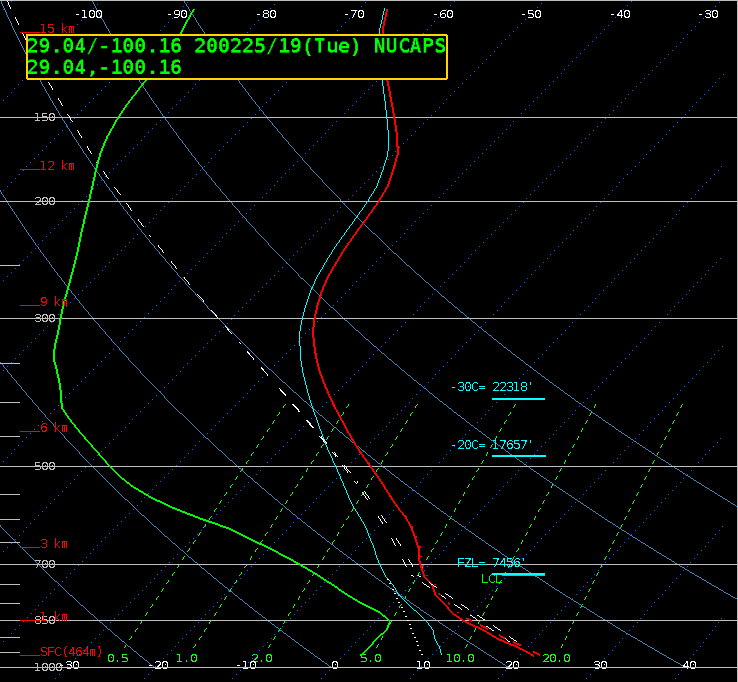 -100 -90 -80 -70 -60 -50 -40 -30
15 km
29.04/-100.16 200225/19(Tue) NUCAPS
29.04,-100.16
150
12 km
200
9 km
300
-30C= 22318'
6 km
-20C= 17657'
500
3 km
FZL= 7456'
700
LCL
850
1 km
SFC(464m)
0.5 1.0 2.0 5.0 10.0 20.0
1000 -30 -20 -10 0 10 20 30 40